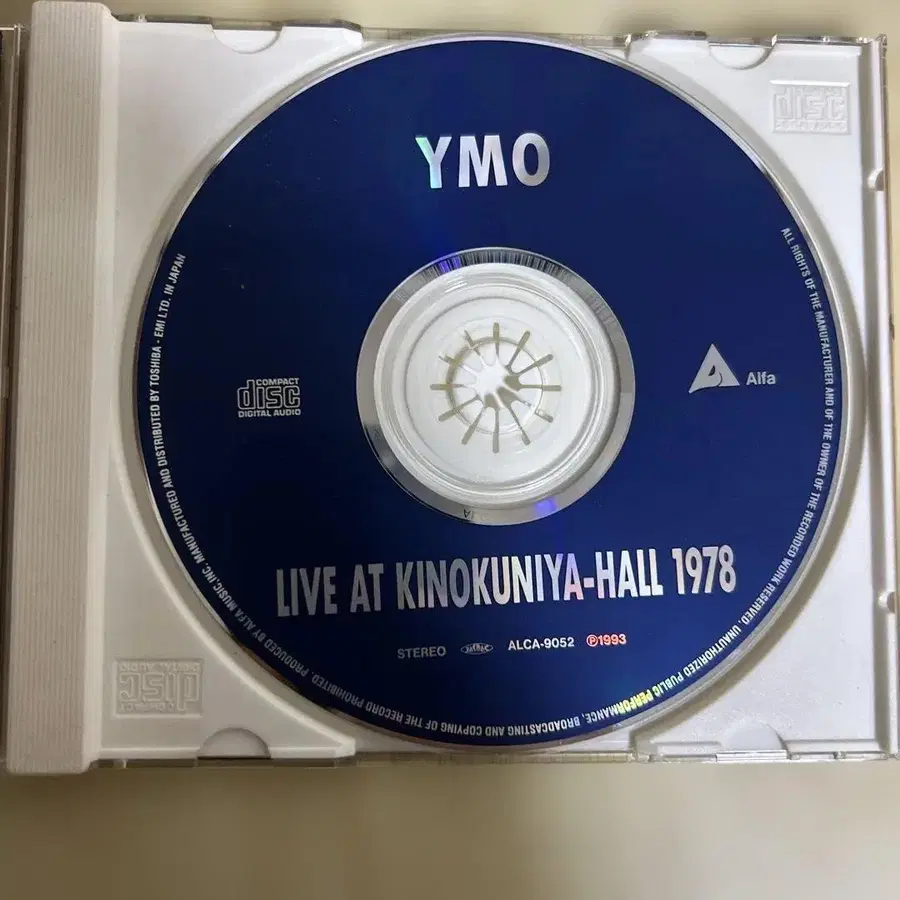 YMO
COMPACT
disc
DIGITAL AUDIO
Alfa
LIVE AT KINOKUNIYA-HALL 1978
STEREO JASRAC ALCA-9052 ℗1993
ALL RIGHTS OF THE MANUFACTURER AND OF THE OWNER OF THE RECORDED WORK RESERVED. UNAUTHORIZED PUBLIC PERFORMANCE, BROADCASTING AND COPYING OF THE RECORD PROHIBITED. PRODUCED BY ALFA MUSIC, INC. MANUFACTURED AND DISTRIBUTED BY TOSHIBA - EMI LTD. IN JAPAN
disc
COMPACT
disc
DIGITAL AUDIO